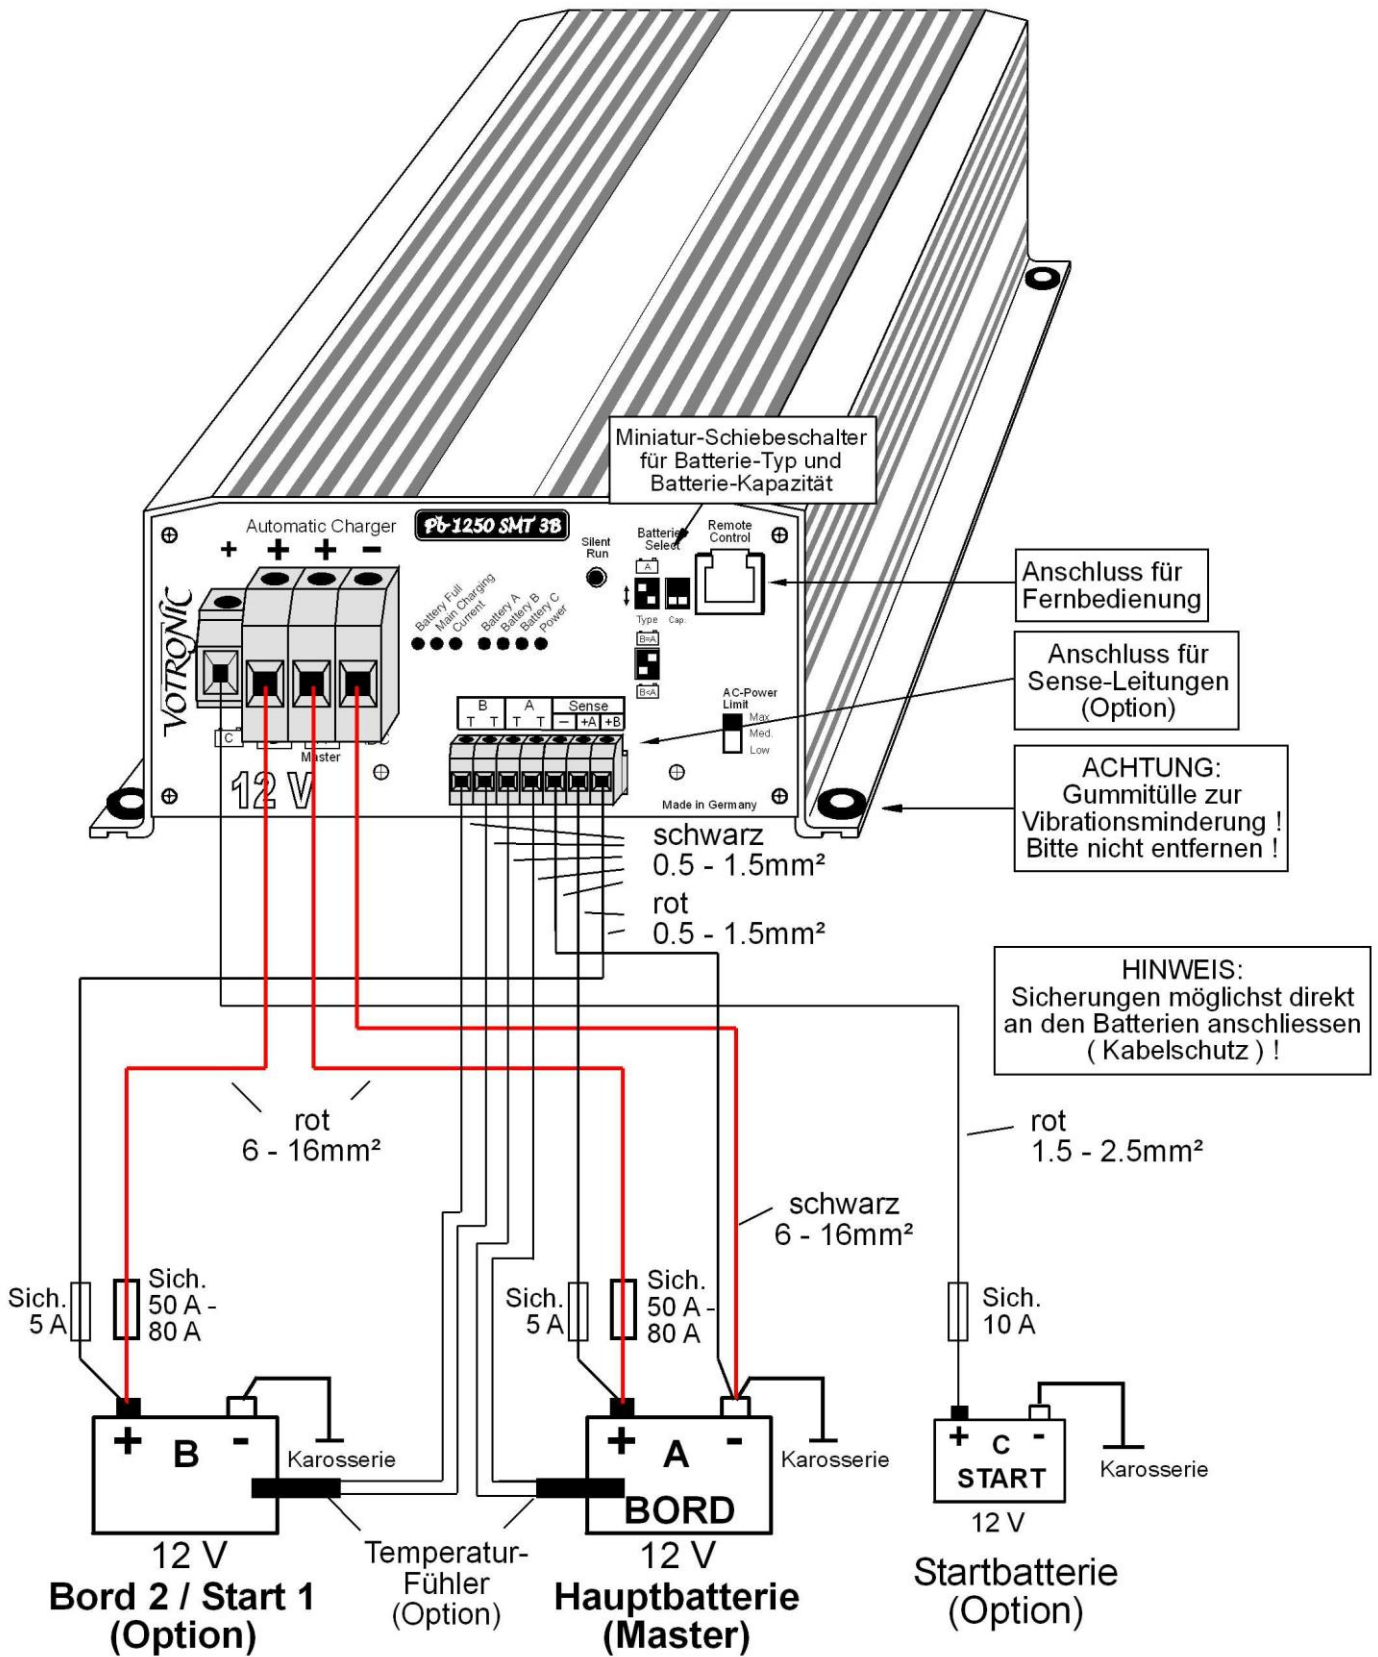 Miniatur-Schiebeschalter
für Batterie-Typ und
Batterie-Kapazität
Automatic Charger
Pb-1250 SMT 3B
Silent
Run
Batterie
Select
Remote
Control
+ + + -
VOTRONIC
Battery Full
Main Charging
Current
Battery A
Battery B
Battery C
Power
A
Type
Cap.
B=A
B<A
AC-Power
Limit
Max
Med.
Low
B A Sense
T T T T – +A +B
C
Master
12 V
Made in Germany
Anschluss für
Fernbedienung
Anschluss für
Sense-Leitungen
(Option)
ACHTUNG:
Gummitülle zur
Vibrationsminderung !
Bitte nicht entfernen !
schwarz
0.5 - 1.5mm²
rot
0.5 - 1.5mm²
HINWEIS:
Sicherungen möglichst direkt
an den Batterien anschliessen
( Kabelschutz ) !
rot
6 - 16mm²
rot
1.5 - 2.5mm²
schwarz
6 - 16mm²
Sich.
5 A
Sich.
50 A -
80 A
Sich.
5 A
Sich.
50 A -
80 A
Sich.
10 A
+ B -
Karosserie
12 V
Bord 2 / Start 1
(Option)
Temperatur-
Fühler
(Option)
+ A -
BORD
Karosserie
12 V
Hauptbatterie
(Master)
+ C -
START
Karosserie
12 V
Startbatterie
(Option)